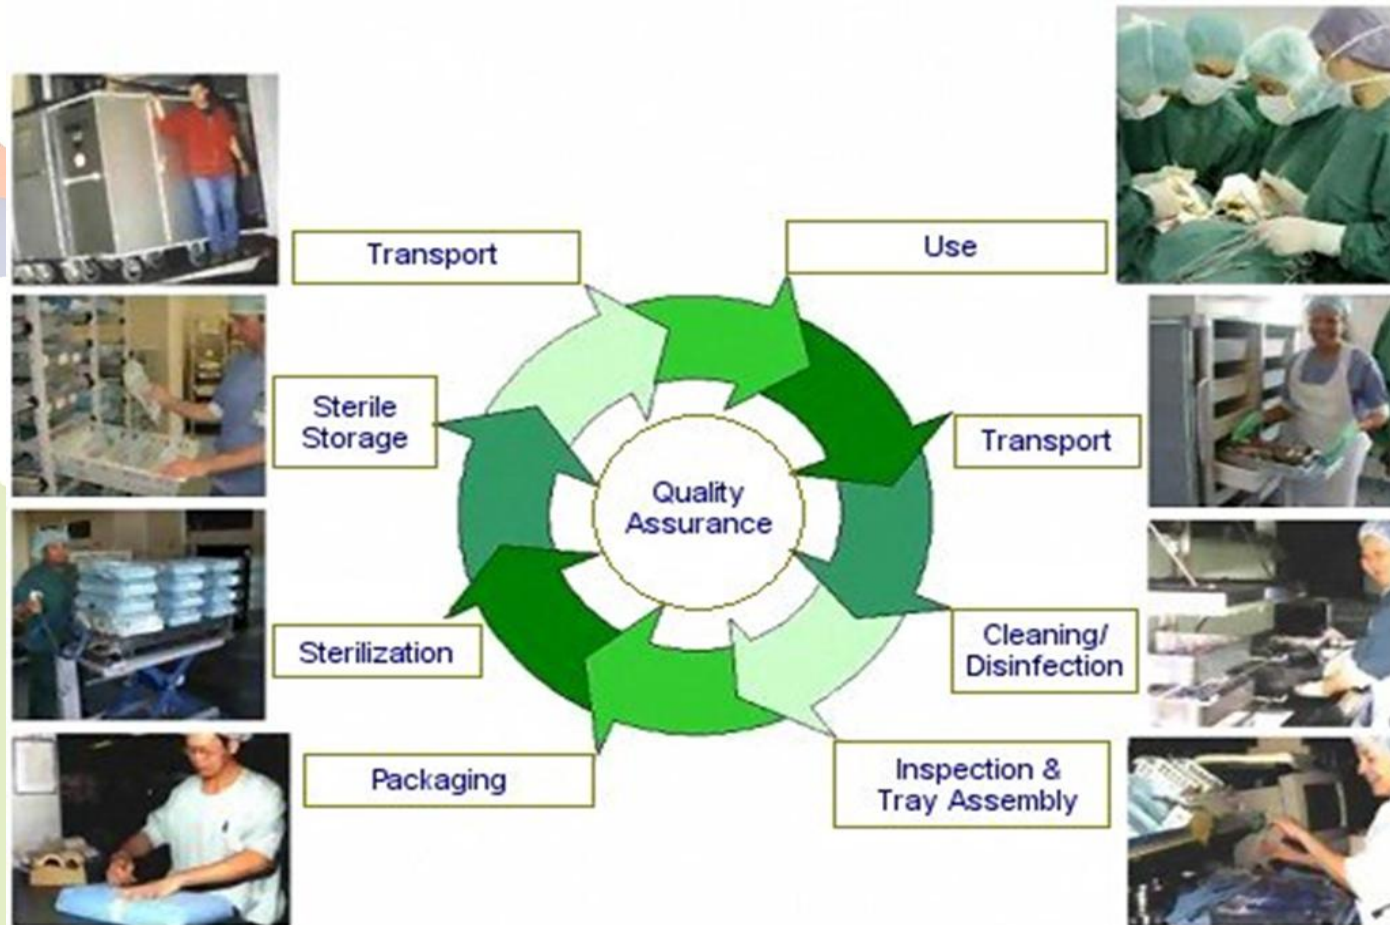 Transport
Use
Sterile
Storage
Quality
Assurance
Transport
Sterilization
Cleaning/
Disinfection
Packaging
Inspection &
Tray Assembly